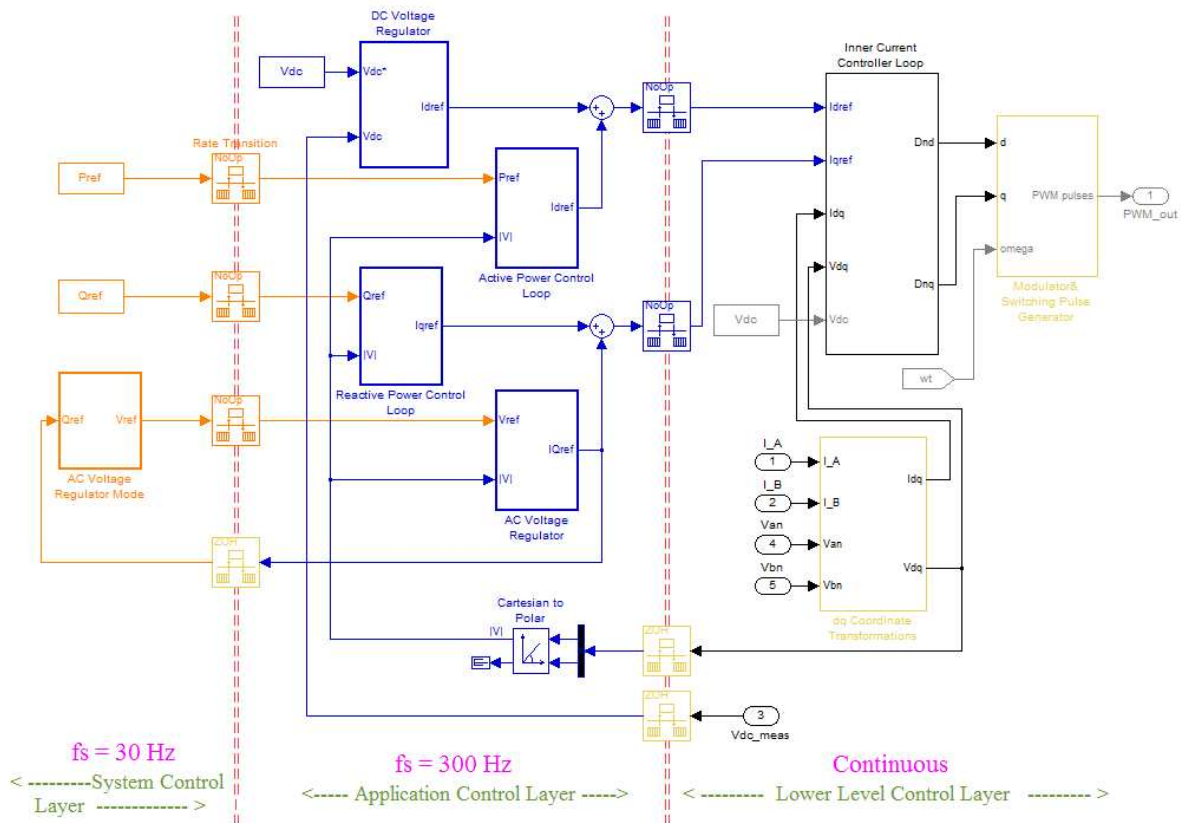 DC Voltage
Regulator
Vdc
Vdc*
Idref
Vdc
Rate Transition
NoOp
Pref
Pref
Idref
|V|
Active Power Control
Loop
NoOp
Qref
Qref
Iqref
|V|
Reactive Power Control
Loop
NoOp
Qref
Vref
AC Voltage
Regulator Mode
NoOp
Vref
IQref
|V|
AC Voltage
Regulator
ZOH
Cartesian to
Polar
|V|
NoOp
Inner Current
Controller Loop
Idref
Iqref
Idq
Vdq
Vdc
Dnd
Dnq
Vdc
d
q
omega
PWM pulses
Modulator&
Switching Pulse
Generator
1
PWM_out
wt
I_A
1
I_B
2
Van
4
Vbn
5
I_A
I_B
Van
Vbn
Idq
Vdq
dq Coordinate
Transformations
ZOH
ZOH
3
Vdc_meas
fs = 30 Hz
< ---------System Control
Layer ------------- >
fs = 300 Hz
<----- Application Control Layer ----->
Continuous
< --------- Lower Level Control Layer --------- >